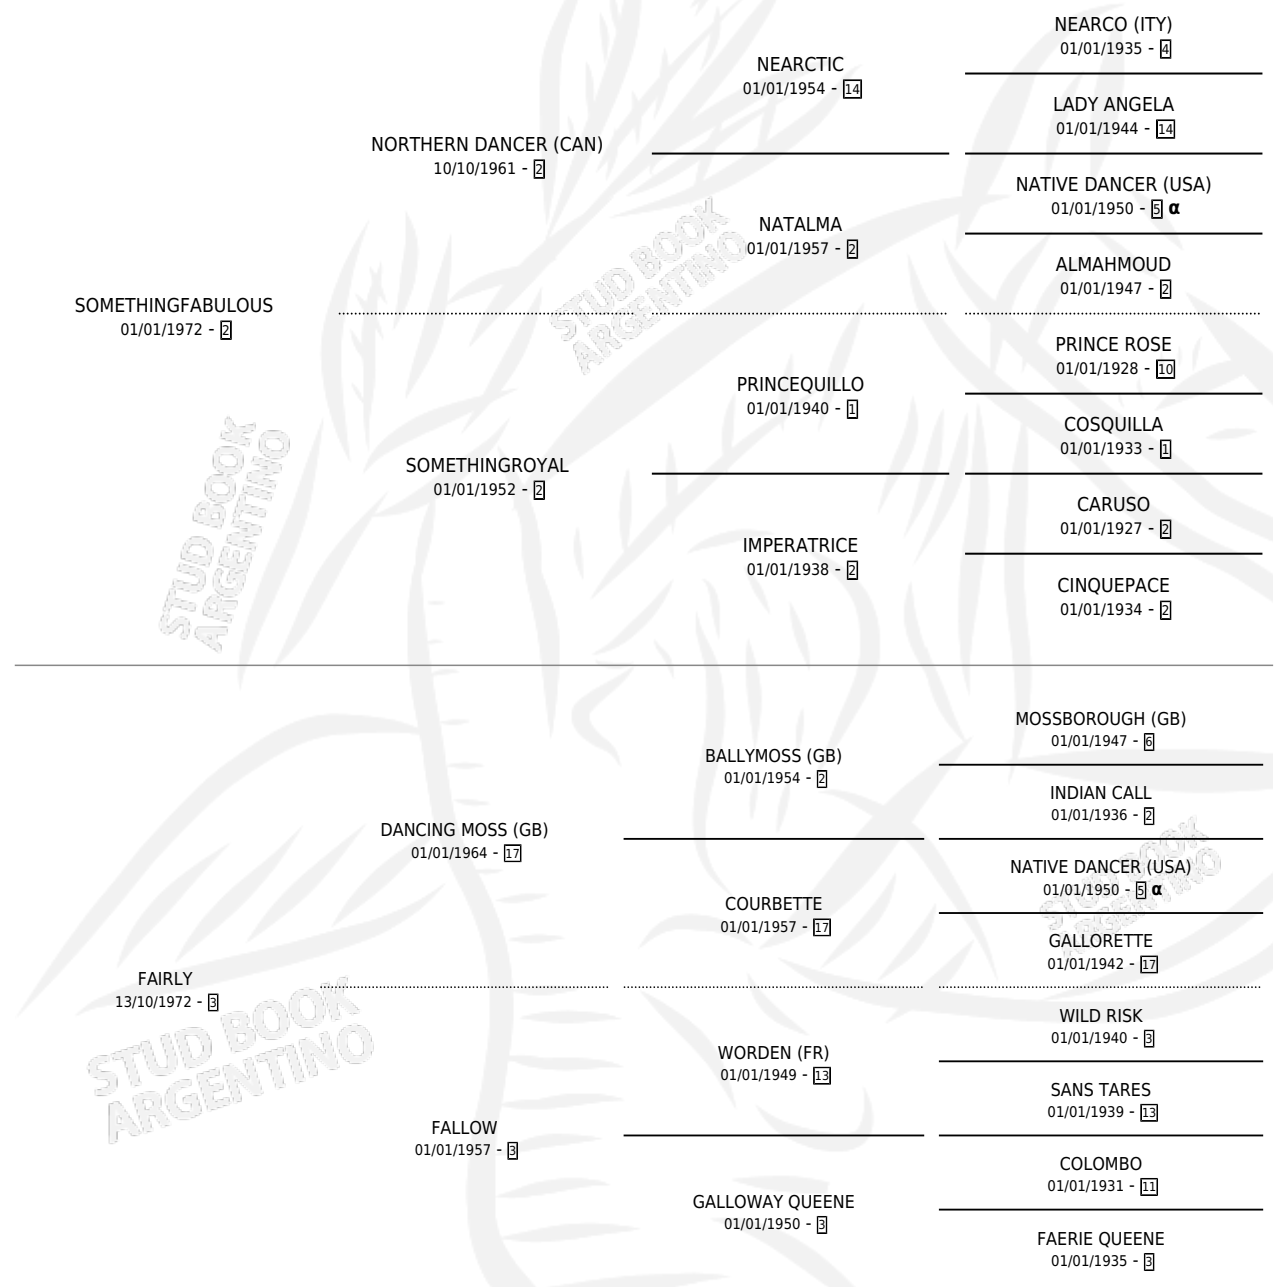 NEARCO (ITY)
01/01/1935 - 4
NEARCTIC
01/01/1954 - 14
LADY ANGELA
01/01/1944 - 14
NORTHERN DANCER (CAN)
10/10/1961 - 2
NATIVE DANCER (USA)
01/01/1950 - 5 α
NATALMA
01/01/1957 - 2
ALMAHMOUD
01/01/1947 - 2
SOMETHINGFABULOUS
01/01/1972 - 2
PRINCE ROSE
01/01/1928 - 10
PRINCEQUILLO
01/01/1940 - 1
COSQUILLA
01/01/1933 - 1
SOMETHINGROYAL
01/01/1952 - 2
CARUSO
01/01/1927 - 2
IMPERATRICE
01/01/1938 - 2
CINQUEPACE
01/01/1934 - 2
STUD BOOK
ARGENTINO
STUD BOOK
ARGENTINO
MOSSBOROUGH (GB)
01/01/1947 - 6
BALLYMOSS (GB)
01/01/1954 - 2
INDIAN CALL
01/01/1936 - 2
DANCING MOSS (GB)
01/01/1964 - 17
NATIVE DANCER (USA)
01/01/1950 - 5 α
COURBETTE
01/01/1957 - 17
GALLORETTE
01/01/1942 - 17
FAIRLY
13/10/1972 - 3
WILD RISK
01/01/1940 - 3
WORDEN (FR)
01/01/1949 - 13
SANS TARES
01/01/1939 - 13
FALLOW
01/01/1957 - 3
COLOMBO
01/01/1931 - 11
GALLOWAY QUEENE
01/01/1950 - 3
FAERIE QUEENE
01/01/1935 - 3
STUD BOOK
ARGENTINO
STUD BOOK
ARGENTINO